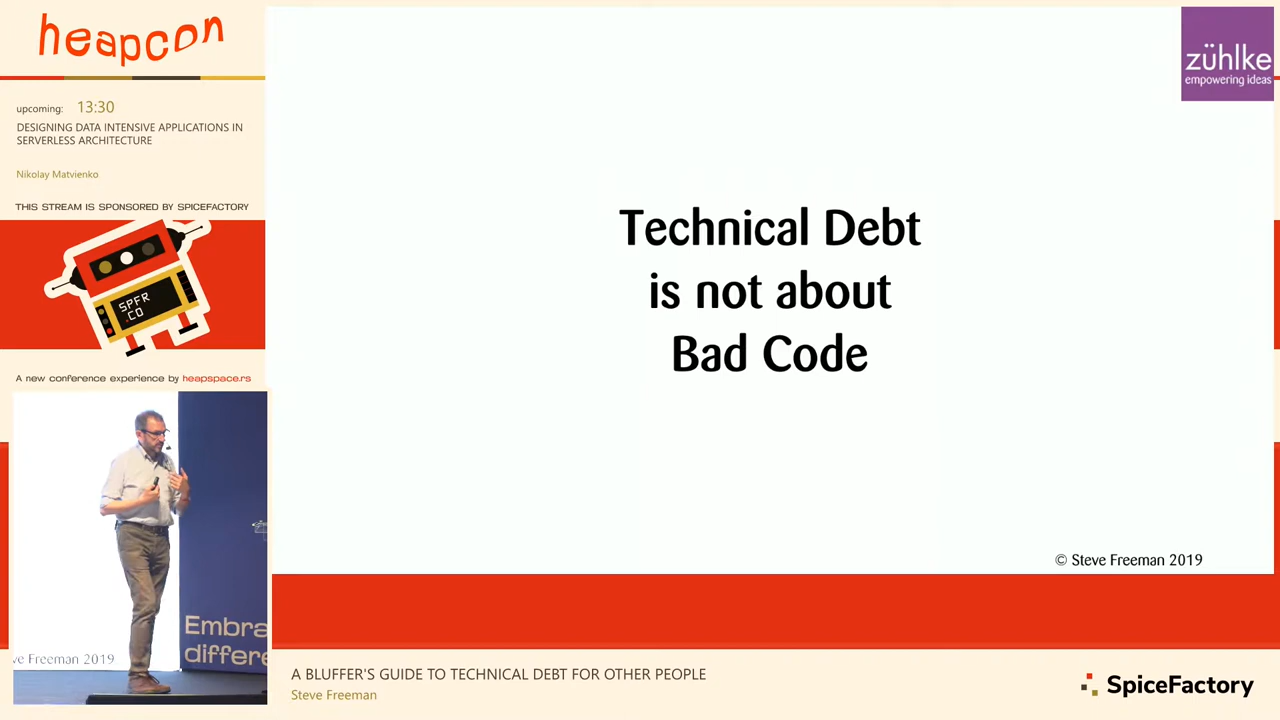 heapcon
upcoming: 13:30
DESIGNING DATA INTENSIVE APPLICATIONS IN
SERVERLESS ARCHITECTURE
Nikolay Matvienko
THIS STREAM IS SPONSORED BY SPICEFACTORY
SPFR
.CO
A new conference experience by heapspace.rs
Embra
differe
ve Freeman 2019
zühlke
empowering ideas
Technical Debt
is not about
Bad Code
© Steve Freeman 2019
A BLUFFER'S GUIDE TO TECHNICAL DEBT FOR OTHER PEOPLE
Steve Freeman
SpiceFactory